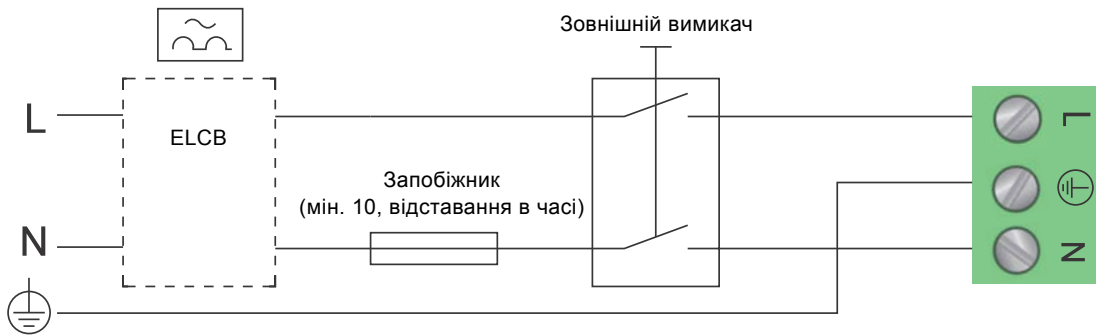 Зовнішній вимикач
L
ELCB
Запобіжник
(мін. 10, відставання в часі)
N
L
N